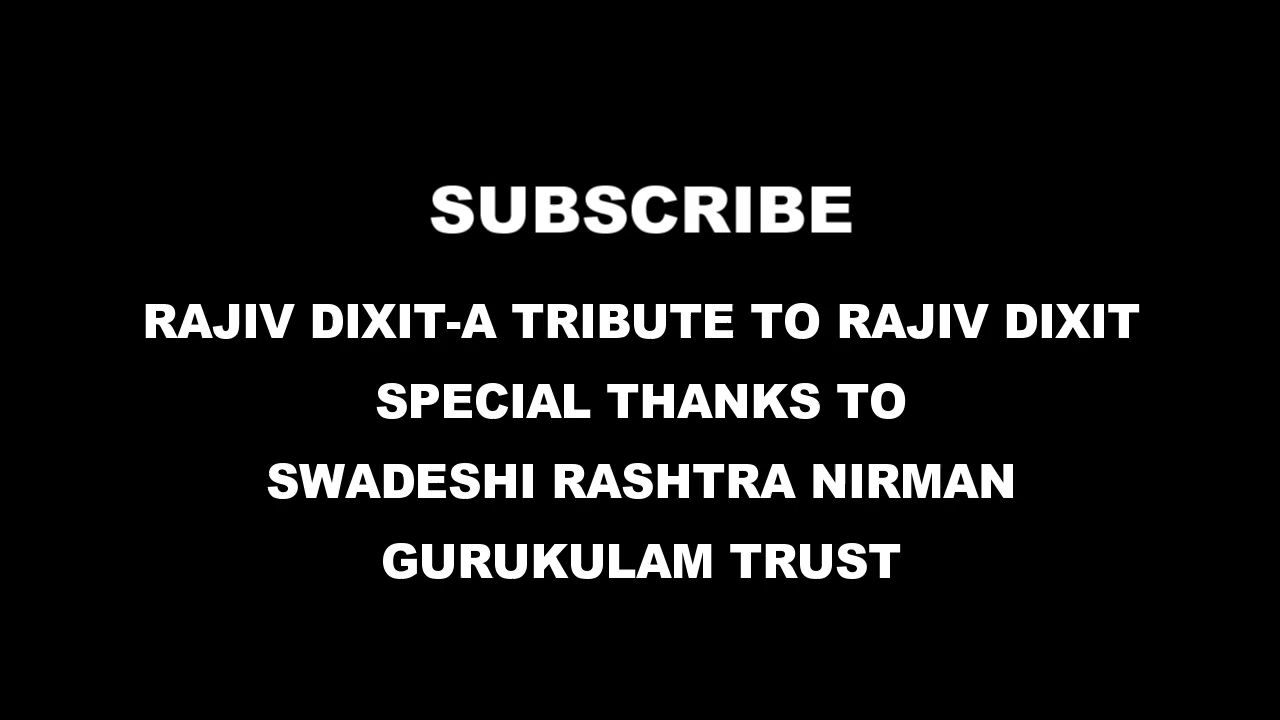 SUBSCRIBE
RAJIV DIXIT-A TRIBUTE TO RAJIV DIXIT
SPECIAL THANKS TO
SWADESHI RASHTRA NIRMAN
GURUKULAM TRUST